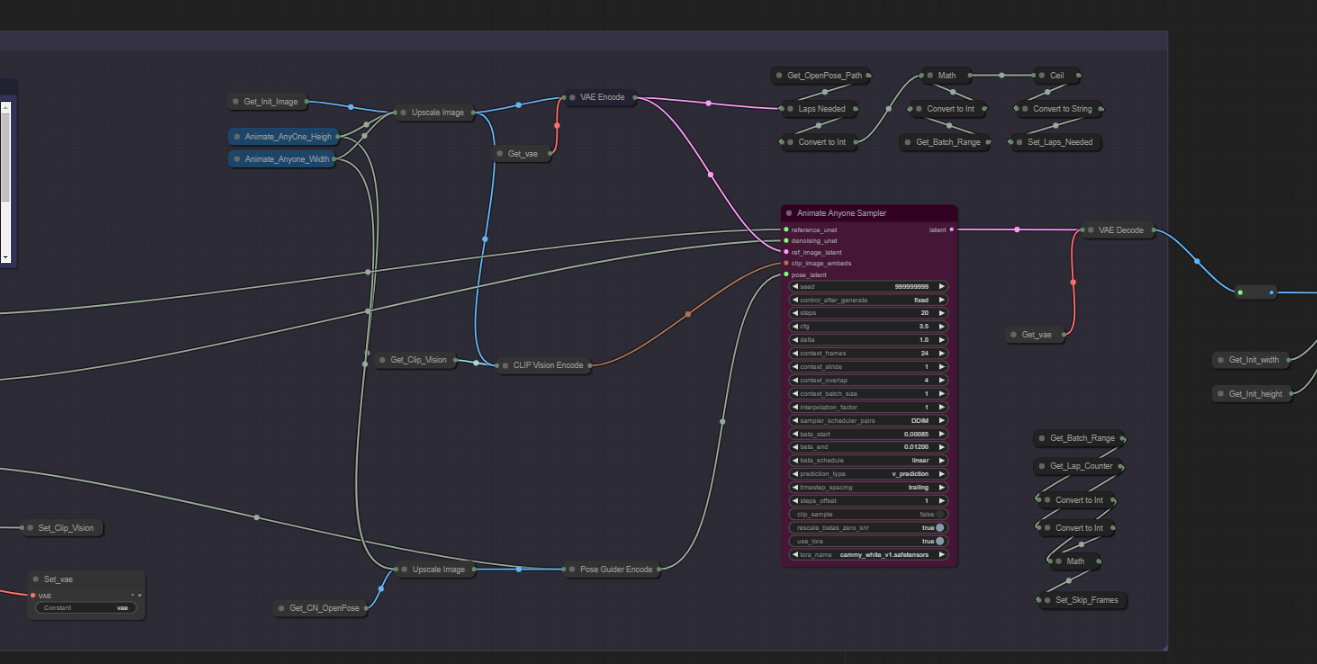 Get_Init_Image
Animate_AnyOne_Heigh
Animate_Anyone_Width
Upscale Image
VAE Encode
Get_vae
Get_OpenPose_Path
Laps Needed
Convert to Int
Math
Convert to Int
Get_Batch_Range
Ceil
Convert to String
Set_Laps_Needed
Animate Anyone Sampler
reference_unet
latent
denoising_unet
ref_image_latent
clip_image_embeds
pose_latent
seed 999999999
control_after_generate fixed
steps 20
cfg 3.5
delta 1.0
context_frames 24
context_stride 1
context_overlap 4
context_batch_size 1
interpolation_factor 1
sampler_scheduler_pairs DDIM
beta_start 0.00085
beta_end 0.01200
beta_schedule linear
prediction_type v_prediction
timestep_spacing trailing
steps_offset 1
clip_sample false
rescale_betas_zero_snr true
use_lora true
lora_name cammy_white_v1.safetensors
VAE Decode
Get_vae
Get_Init_width
Get_Init_height
Get_Clip_Vision
CLIP Vision Encode
Get_Batch_Range
Get_Lap_Counter
Convert to Int
Convert to Int
Math
Set_Skip_Frames
Set_Clip_Vision
Set_vae
VAE
Constant vae
Upscale Image
Pose Guider Encode
Get_CN_OpenPose